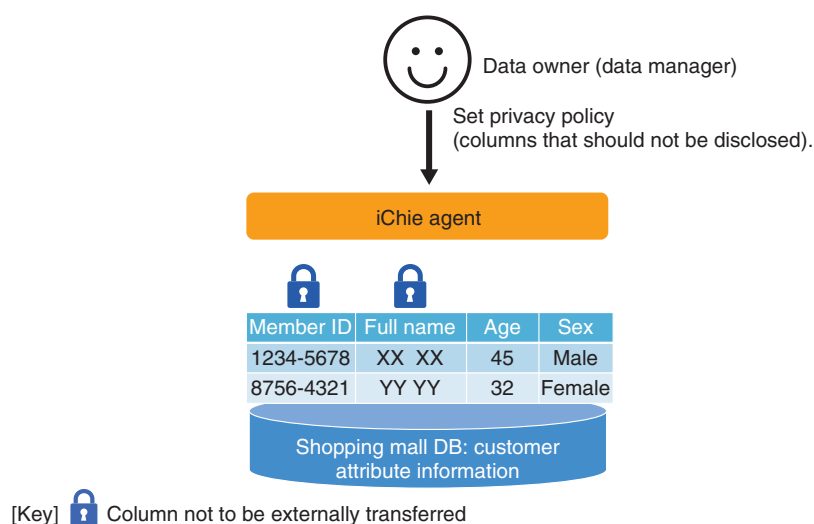 Data owner (data manager)
Set privacy policy
(columns that should not be disclosed).
iChie agent
Member ID Full name Age Sex
1234-5678 XX XX 45 Male
8756-4321 YY YY 32 Female
Shopping mall DB: customer
attribute information
[Key] Column not to be externally transferred